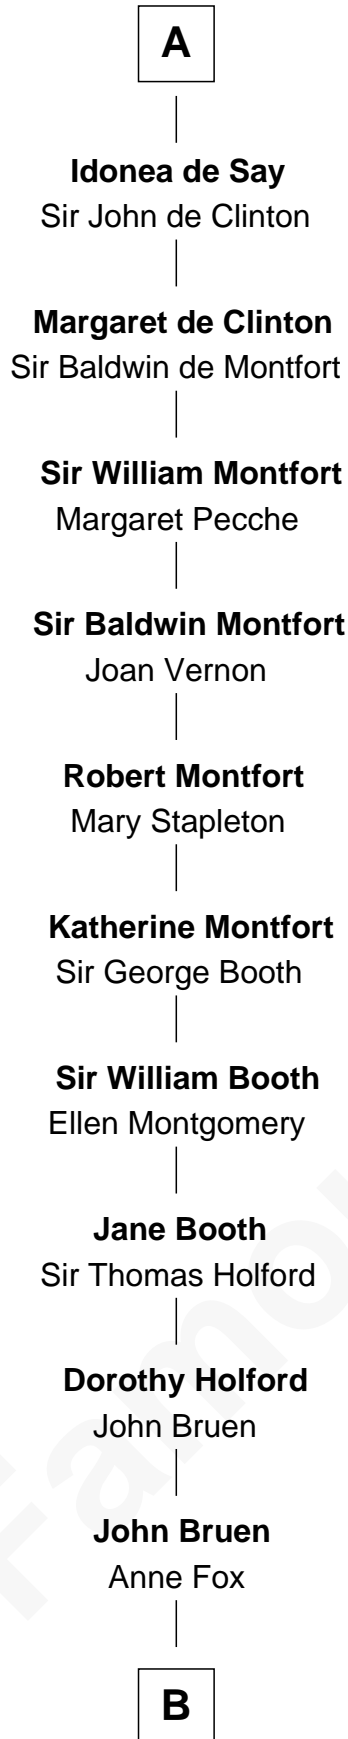 A
Idonea de Say
Sir John de Clinton
Margaret de Clinton
Sir Baldwin de Montfort
Sir William Montfort
Margaret Pecche
Sir Baldwin Montfort
Joan Vernon
Robert Montfort
Mary Stapleton
Katherine Montfort
Sir George Booth
Sir William Booth
Ellen Montgomery
Jane Booth
Sir Thomas Holford
Dorothy Holford
John Bruen
John Bruen
Anne Fox
B